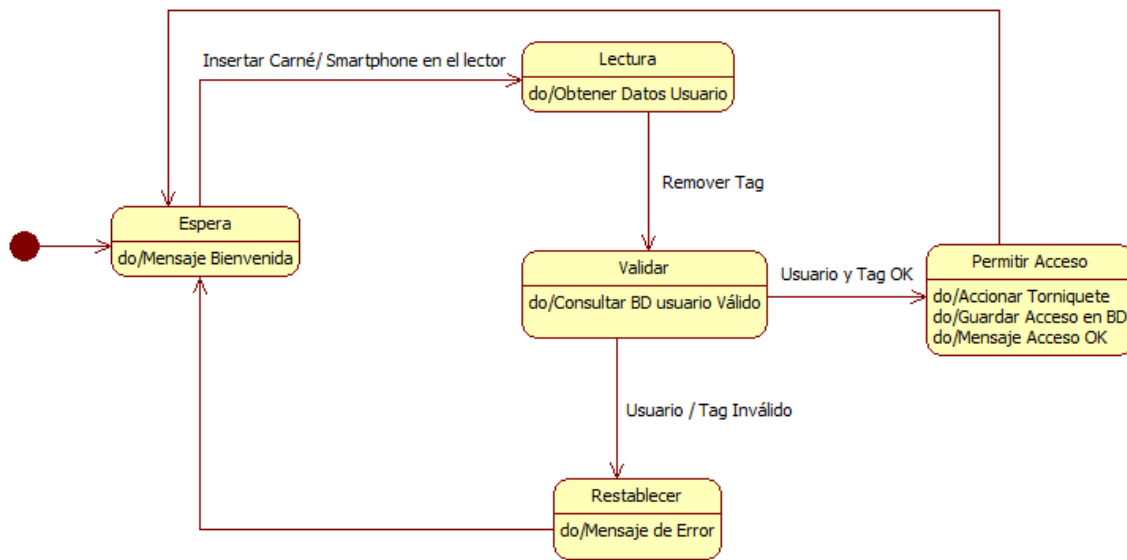 Insertar Carné/ Smartphone en el lector
Lectura
do/Obtener Datos Usuario
Remover Tag
Espera
do/Mensaje Bienvenida
Validar
do/Consultar BD usuario Válido
Usuario y Tag OK
Permitir Acceso
do/Accionar Torniquete
do/Guardar Acceso en BD
do/Mensaje Acceso OK
Usuario / Tag Inválido
Restablecer
do/Mensaje de Error